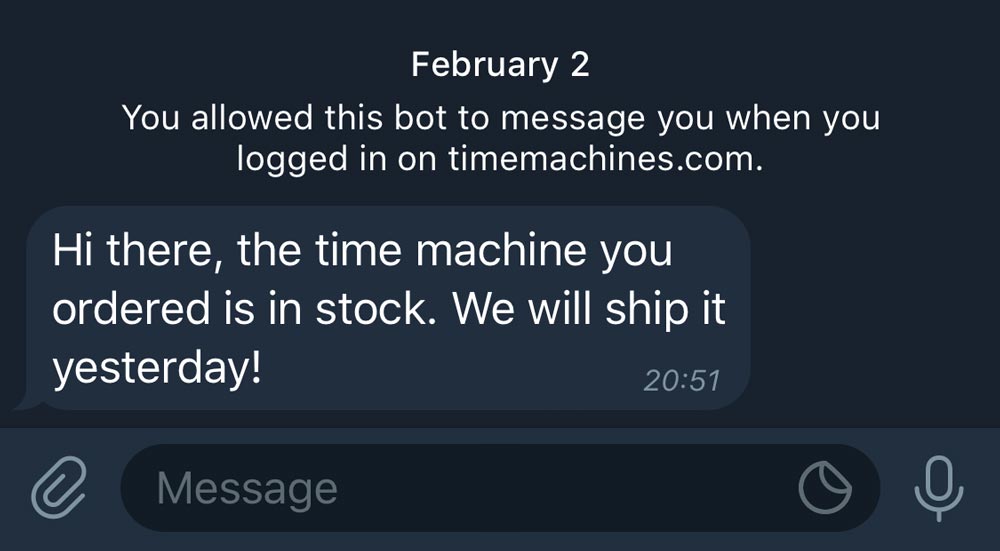 February 2
You allowed this bot to message you when you
logged in on timemachines.com.
Hi there, the time machine you
ordered is in stock. We will ship it
yesterday!
20:51
Message